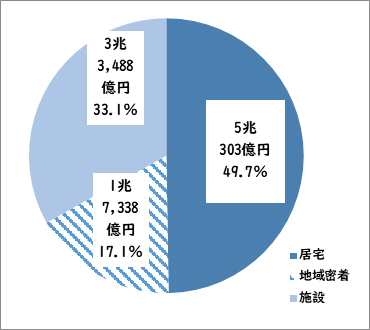 3兆
3,488
億円
33.1%
5兆
303億円
49.7%
1兆
7,338
億円
17.1%
居宅
地域密着
施設